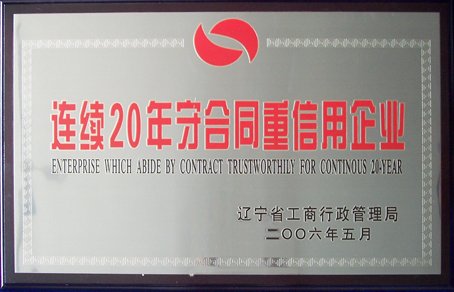 连续20年守合同重信用企业
ENTERPRISE WHICH ABIDE BY CONTRACT TRUSTWORTHILY FOR CONTINOUS 20-YEAR
辽宁省工商行政管理局
二〇〇六年五月